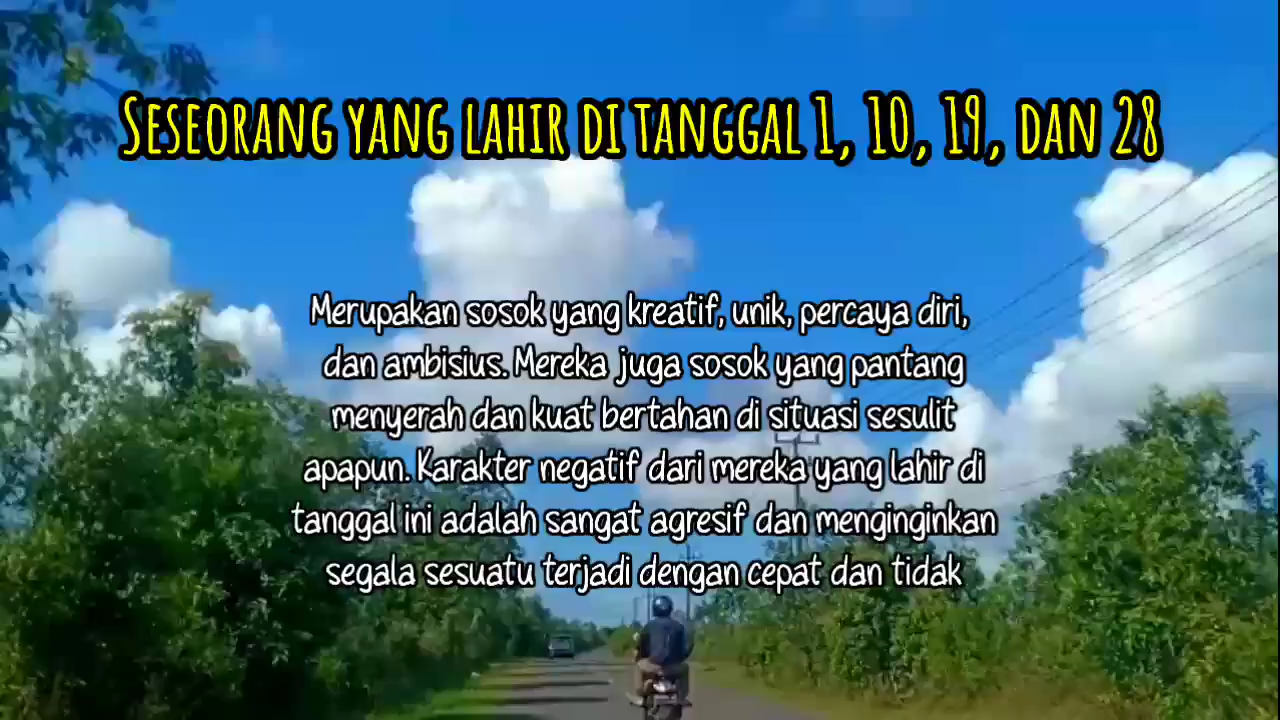 Seseorang yang lahir di tanggal 1, 10, 19, dan 28
Merupakan sosok yang kreatif, unik, percaya diri,
dan ambisius. Mereka juga sosok yang pantang
menyerah dan kuat bertahan di situasi sesulit
apapun. Karakter negatif dari mereka yang lahir di
tanggal ini adalah sangat agresif dan menginginkan
segala sesuatu terjadi dengan cepat dan tidak